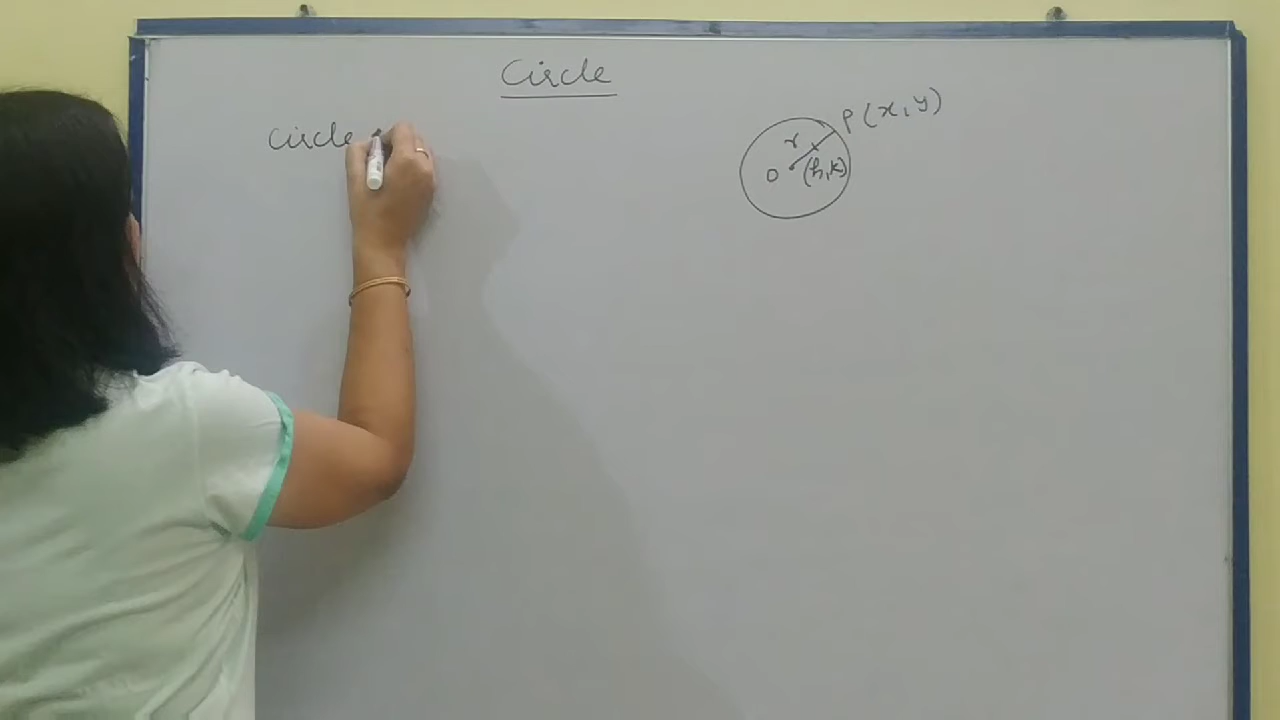 Circle
P(x, y)
r
O (h, k)
Circle